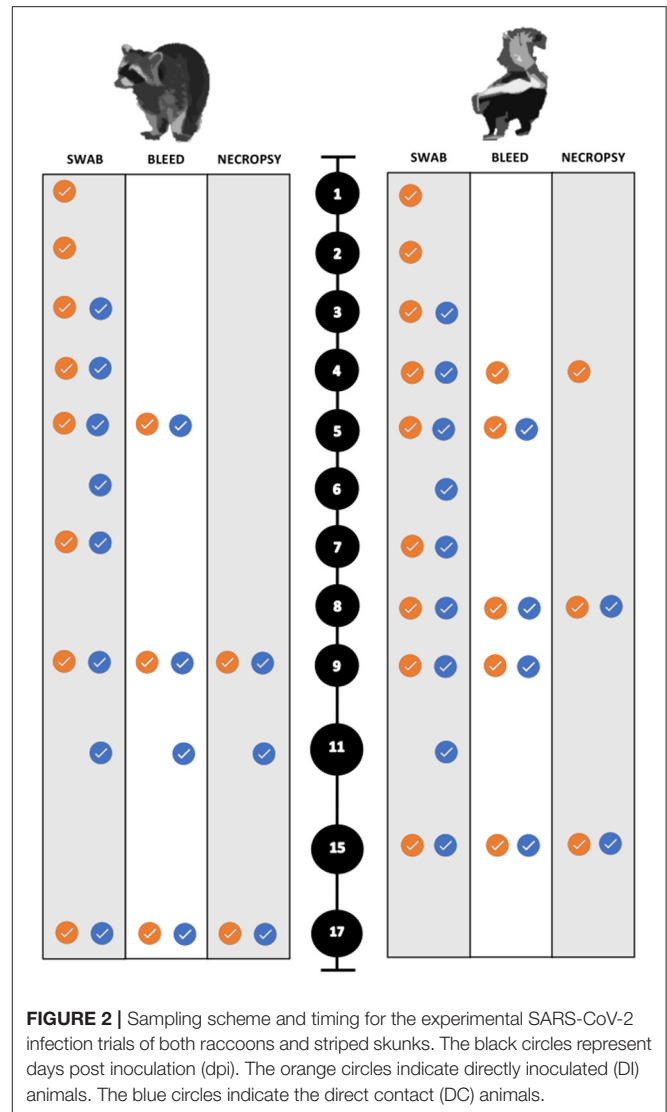 SWAB BLEED NECROPSY
SWAB BLEED NECROPSY
1
2
3
4
5
6
7
8
9
11
15
17
FIGURE 2 | Sampling scheme and timing for the experimental SARS-CoV-2
infection trials of both raccoons and striped skunks. The black circles represent
days post inoculation (dpi). The orange circles indicate directly inoculated (DI)
animals. The blue circles indicate the direct contact (DC) animals.